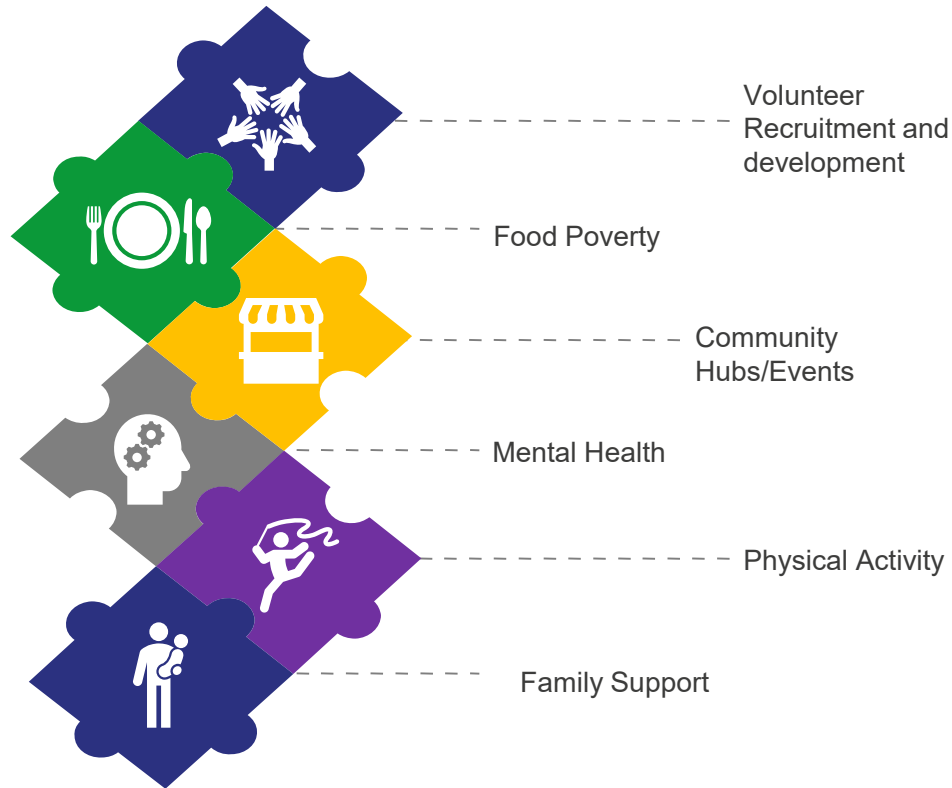 Volunteer
Recruitment and
development
Food Poverty
Community
Hubs/Events
Mental Health
Physical Activity
Family Support